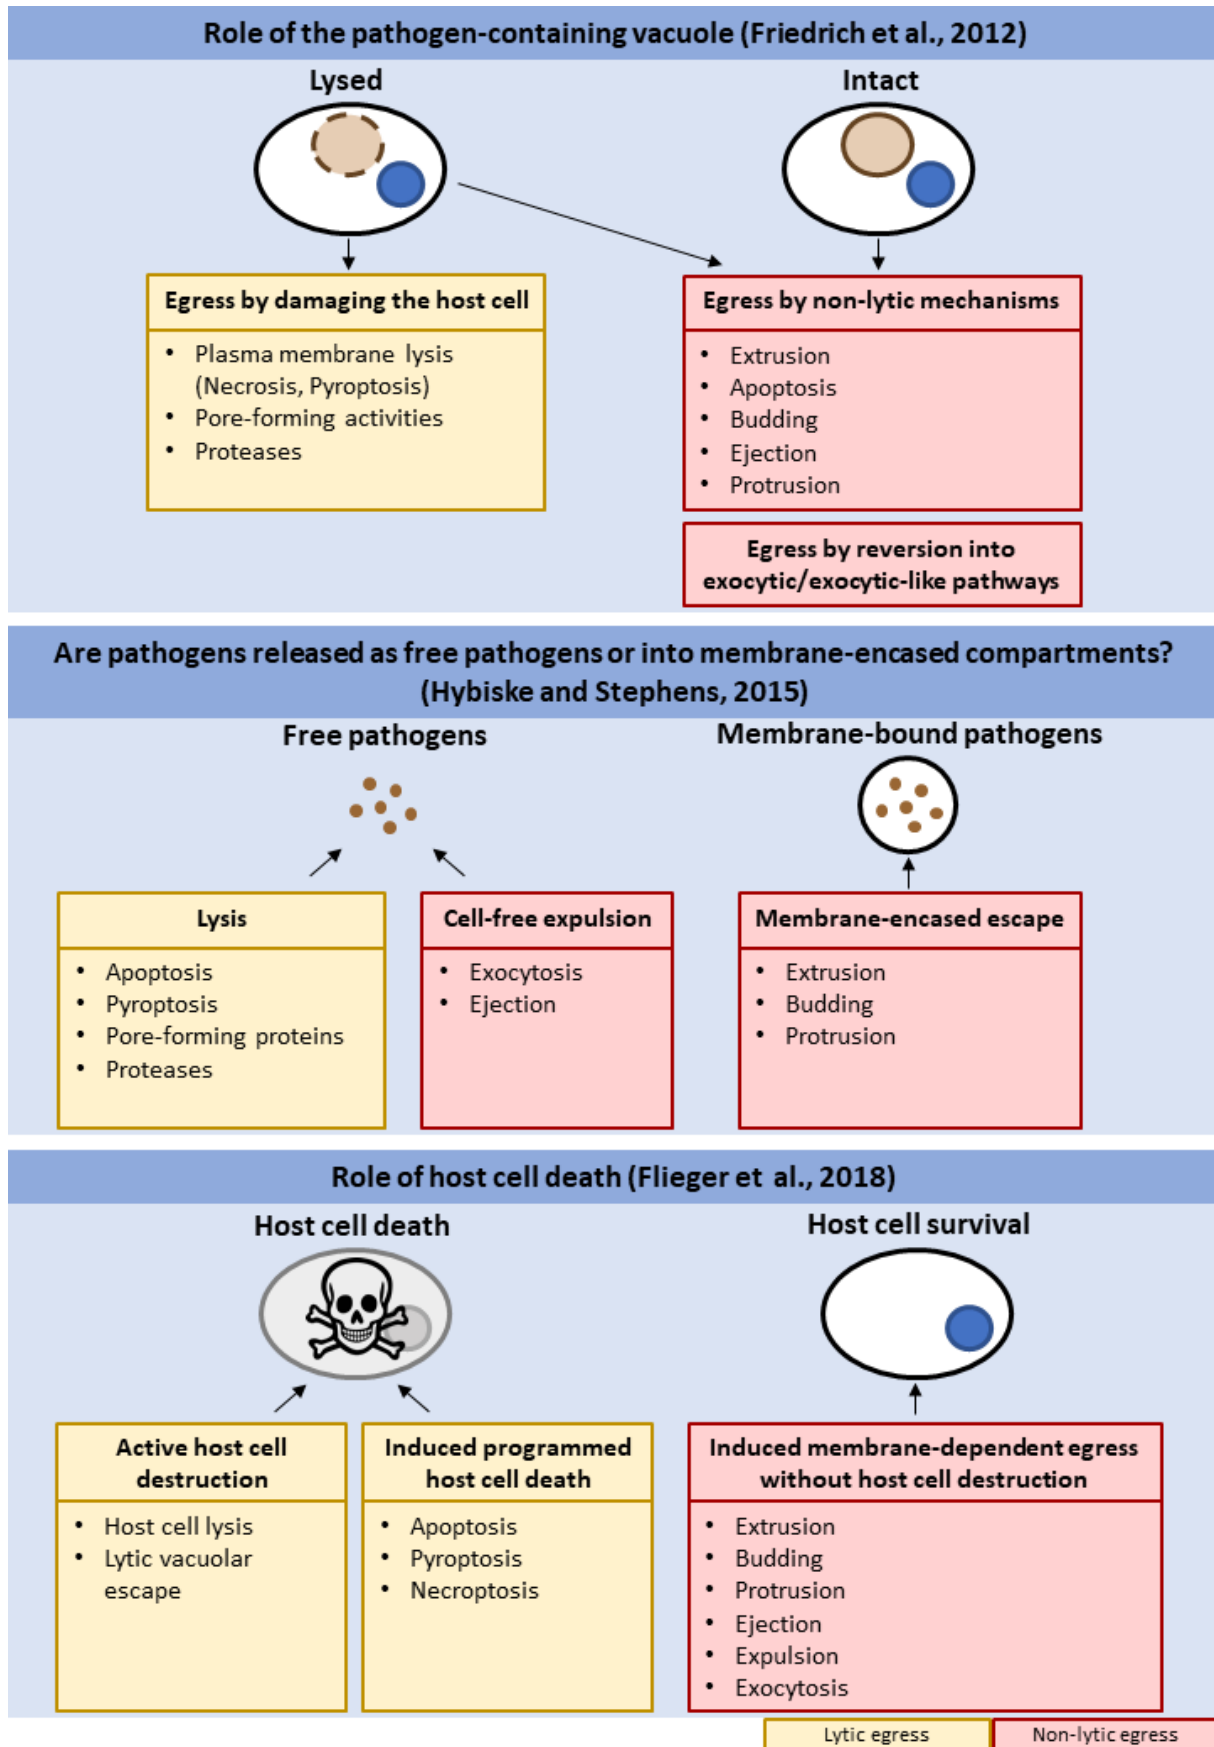 Role of the pathogen-containing vacuole (Friedrich et al., 2012)
Lysed
Intact
Egress by damaging the host cell
• Plasma membrane lysis
(Necrosis, Pyroptosis)
• Pore-forming activities
• Proteases
Egress by non-lytic mechanisms
• Extrusion
• Apoptosis
• Budding
• Ejection
• Protrusion
Egress by reversion into
exocytic/exocytic-like pathways
Are pathogens released as free pathogens or into membrane-encased compartments?
(Hybiske and Stephens, 2015)
Free pathogens
Membrane-bound pathogens
Lysis
• Apoptosis
• Pyroptosis
• Pore-forming proteins
• Proteases
Cell-free expulsion
• Exocytosis
• Ejection
Membrane-encased escape
• Extrusion
• Budding
• Protrusion
Role of host cell death (Flieger et al., 2018)
Host cell death
Host cell survival
Active host cell
destruction
• Host cell lysis
• Lytic vacuolar
escape
Induced programmed
host cell death
• Apoptosis
• Pyroptosis
• Necroptosis
Induced membrane-dependent egress
without host cell destruction
• Extrusion
• Budding
• Protrusion
• Ejection
• Expulsion
• Exocytosis
Lytic egress
Non-lytic egress